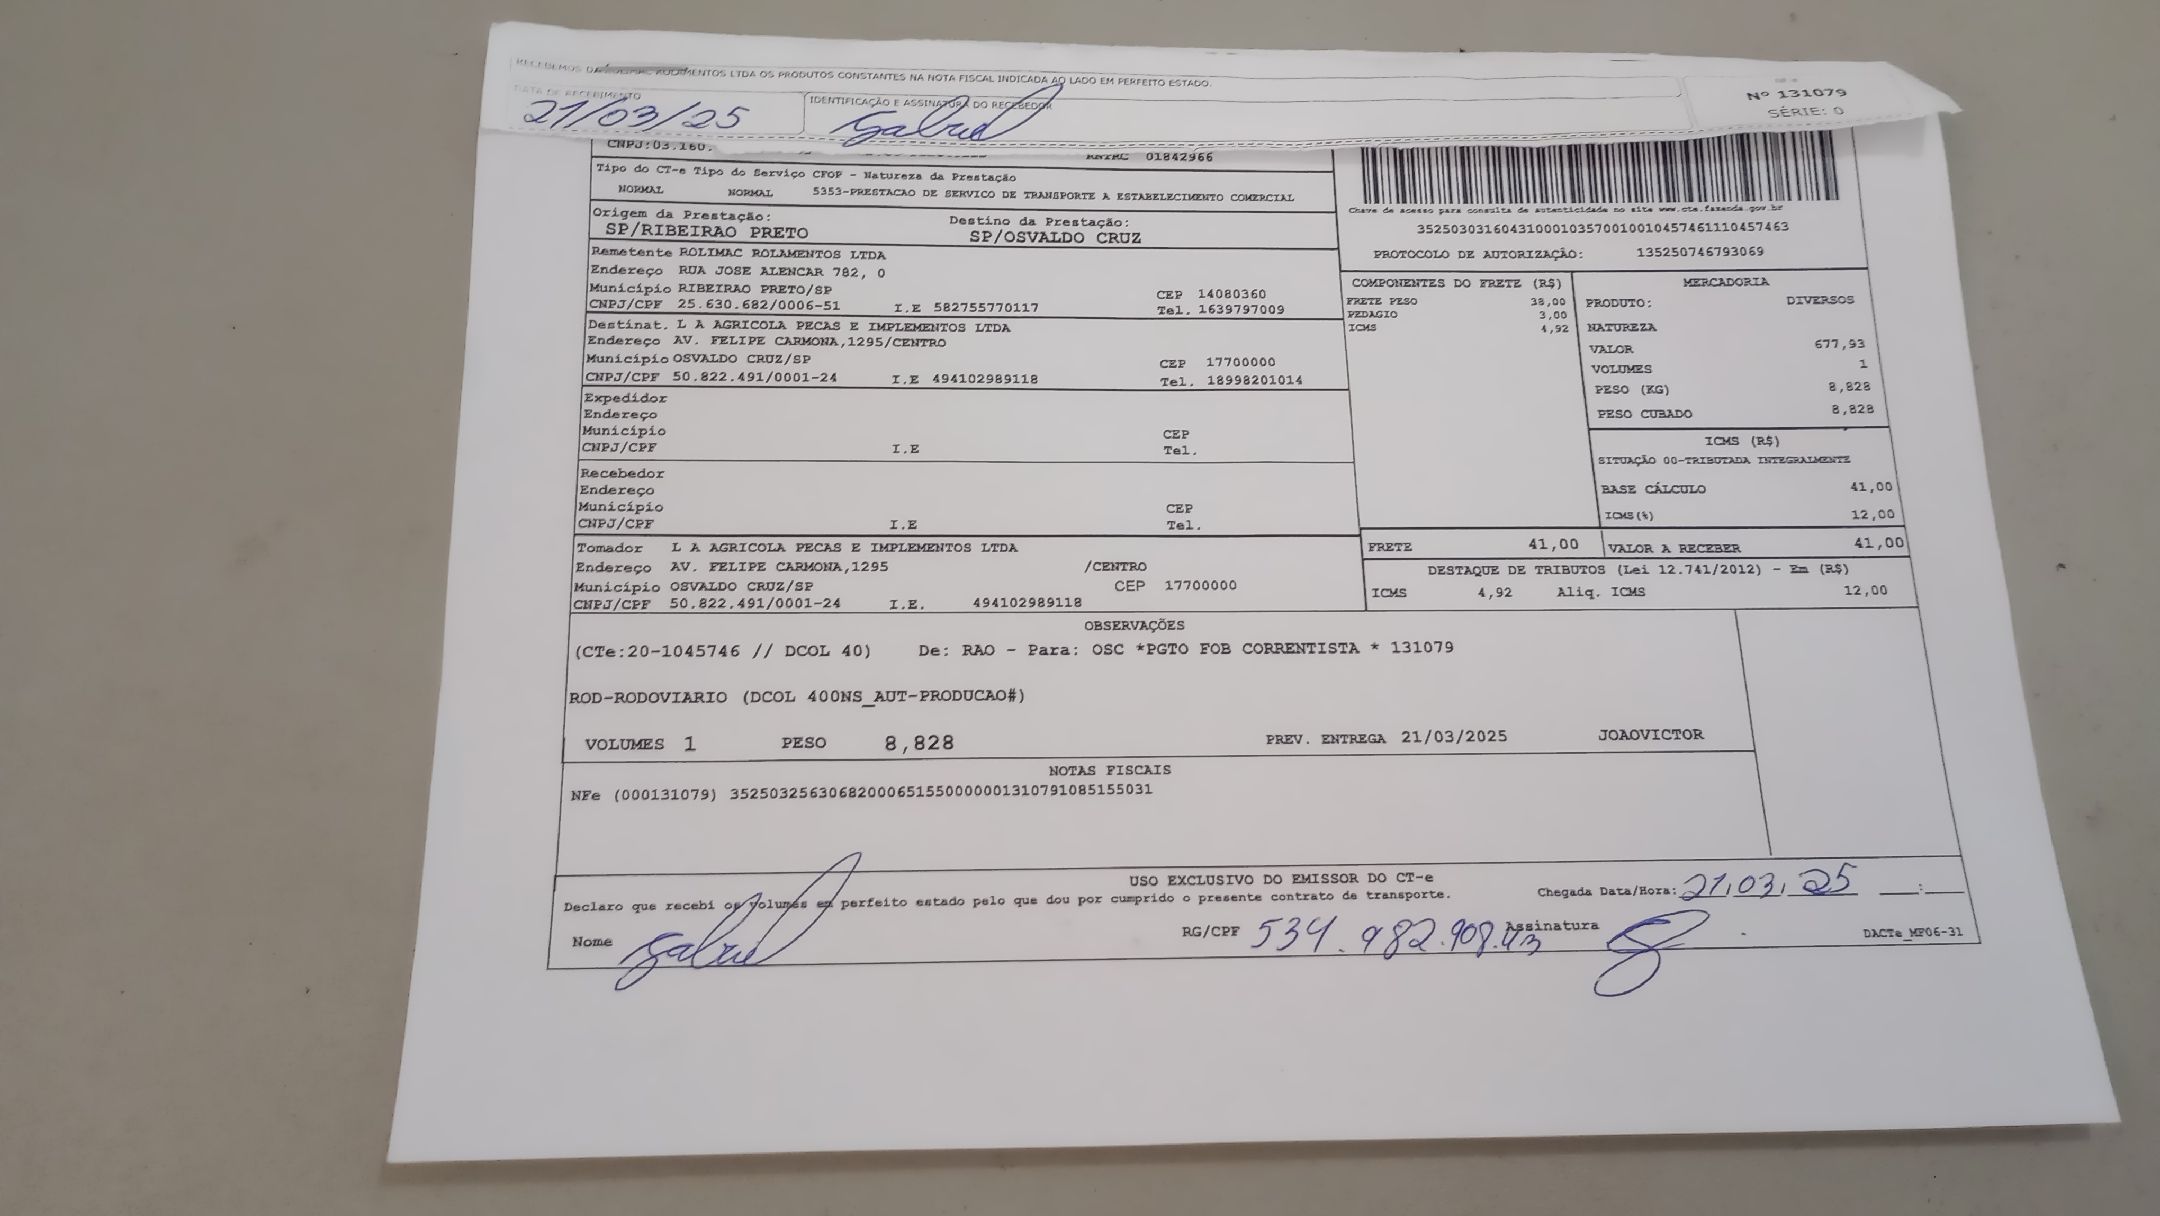 RECEBEMOS DA ROLIMAC ROLAMENTOS LTDA OS PRODUTOS CONSTANTES NA NOTA FISCAL INDICADA AO LADO EM PERFEITO ESTADO.
DATA DE RECEBIMENTO
IDENTIFICAÇÃO E ASSINATURA DO RECEBEDOR
21/03/25
Gabriel
Nº 131079
SÉRIE: 0
CNPJ:03.160.
RNTRC 01842966
Tipo do CT-e Tipo do Serviço CFOP - Natureza da Prestação
NORMAL NORMAL 5353-PRESTACAO DE SERVICO DE TRANSPORTE A ESTABELECIMENTO COMERCIAL
Origem da Prestação: Destino da Prestação:
SP/RIBEIRAO PRETO SP/OSVALDO CRUZ
Chave de acesso para consulta de autenticidade no site www.cte.fazenda.gov.br
35250303160431000103570010010457461110457463
PROTOCOLO DE AUTORIZAÇÃO: 135250746793069
Remetente ROLIMAC ROLAMENTOS LTDA
Endereço RUA JOSE ALENCAR 782, 0
Município RIBEIRAO PRETO/SP CEP 14080360
CNPJ/CPF 25.630.682/0006-51 I.E 582755770117 Tel. 1639797009
Destinat. L A AGRICOLA PECAS E IMPLEMENTOS LTDA
Endereço AV. FELIPE CARMONA,1295/CENTRO
Município OSVALDO CRUZ/SP CEP 17700000
CNPJ/CPF 50.822.491/0001-24 I.E 494102989118 Tel. 18998201014
Expedidor
Endereço
Município CEP
CNPJ/CPF I.E Tel.
Recebedor
Endereço
Município CEP
CNPJ/CPF I.E Tel.
Tomador L A AGRICOLA PECAS E IMPLEMENTOS LTDA
Endereço AV. FELIPE CARMONA,1295 /CENTRO
Município OSVALDO CRUZ/SP CEP 17700000
CNPJ/CPF 50.822.491/0001-24 I.E. 494102989118
COMPONENTES DO FRETE (R$)
FRETE PESO 38,00
PEDAGIO 3,00
ICMS 4,92
MERCADORIA
PRODUTO: DIVERSOS
NATUREZA
VALOR 677,93
VOLUMES 1
PESO (KG) 8,828
PESO CUBADO 8,828
ICMS (R$)
SITUAÇÃO 00-TRIBUTADA INTEGRALMENTE
BASE CÁLCULO 41,00
ICMS(%) 12,00
FRETE 41,00 VALOR A RECEBER 41,00
DESTAQUE DE TRIBUTOS (Lei 12.741/2012) - Em (R$)
ICMS 4,92 Aliq. ICMS 12,00
OBSERVAÇÕES
(CTe:20-1045746 // DCOL 40) De: RAO - Para: OSC *PGTO FOB CORRENTISTA * 131079
ROD-RODOVIARIO (DCOL 400NS_AUT-PRODUCAO#)
VOLUMES 1 PESO 8,828 PREV. ENTREGA 21/03/2025 JOAOVICTOR
NOTAS FISCAIS
NFe (000131079) 35250325630682000651550000001310791085155031
USO EXCLUSIVO DO EMISSOR DO CT-e
Declaro que recebi os volumes em perfeito estado pelo que dou por cumprido o presente contrato de transporte.
Chegada Data/Hora: 21.03.25 __:__
Nome Gabriel RG/CPF 534.982.908.43 Assinatura
DACTe_MF06-31